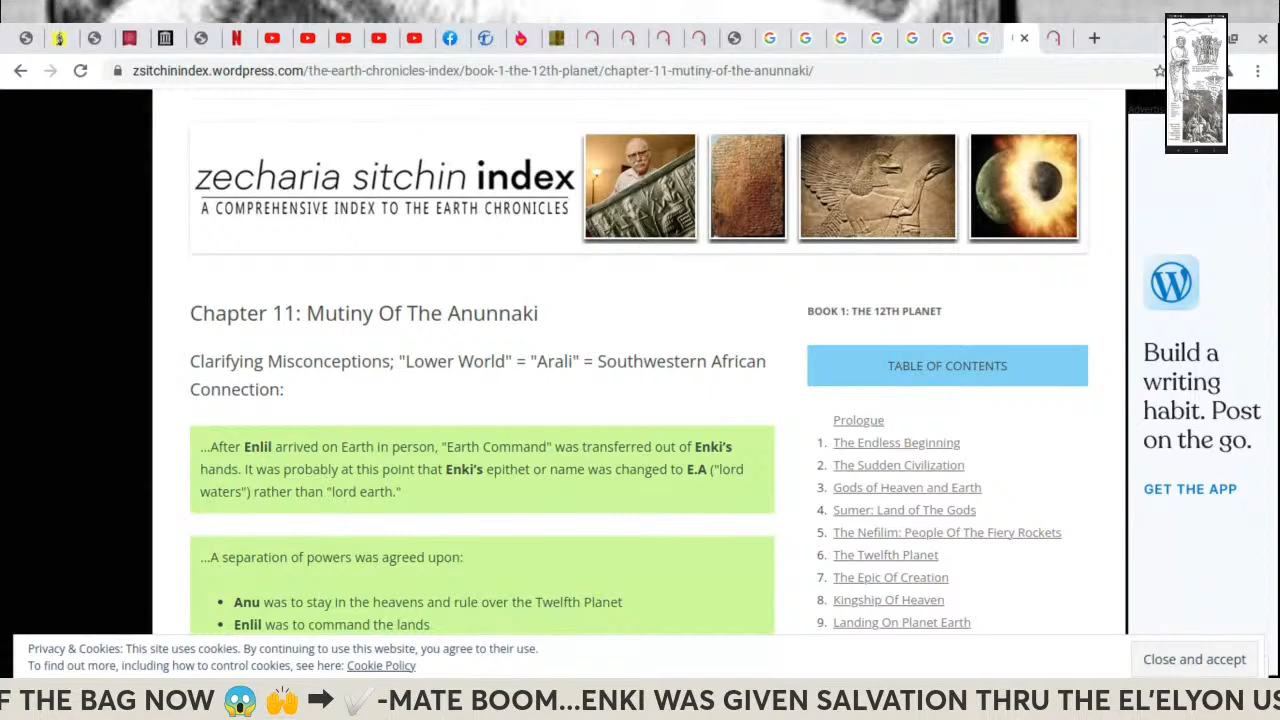 zsitchinindex.wordpress.com/the-earth-chronicles-index/book-1-the-12th-planet/chapter-11-mutiny-of-the-anunnaki/
zecharia sitchin index
A COMPREHENSIVE INDEX TO THE EARTH CHRONICLES
Chapter 11: Mutiny Of The Anunnaki
Clarifying Misconceptions; "Lower World" = "Arali" = Southwestern African
Connection:
...After Enlil arrived on Earth in person, "Earth Command" was transferred out of Enki's
hands. It was probably at this point that Enki's epithet or name was changed to E.A ("lord
waters") rather than "lord earth."
...A separation of powers was agreed upon:
• Anu was to stay in the heavens and rule over the Twelfth Planet
• Enlil was to command the lands
BOOK 1: THE 12TH PLANET
TABLE OF CONTENTS
Prologue
1. The Endless Beginning
2. The Sudden Civilization
3. Gods of Heaven and Earth
4. Sumer: Land of The Gods
5. The Nefilim: People Of The Fiery Rockets
6. The Twelfth Planet
7. The Epic Of Creation
8. Kingship Of Heaven
9. Landing On Planet Earth
Build a
writing
habit. Post
on the go.
GET THE APP
Privacy & Cookies: This site uses cookies. By continuing to use this website, you agree to their use.
To find out more, including how to control cookies, see here: Cookie Policy
Close and accept
F THE BAG NOW 😱 🙌 ➡ ✔ -MATE BOOM...ENKI WAS GIVEN SALVATION THRU THE EL'ELYON US